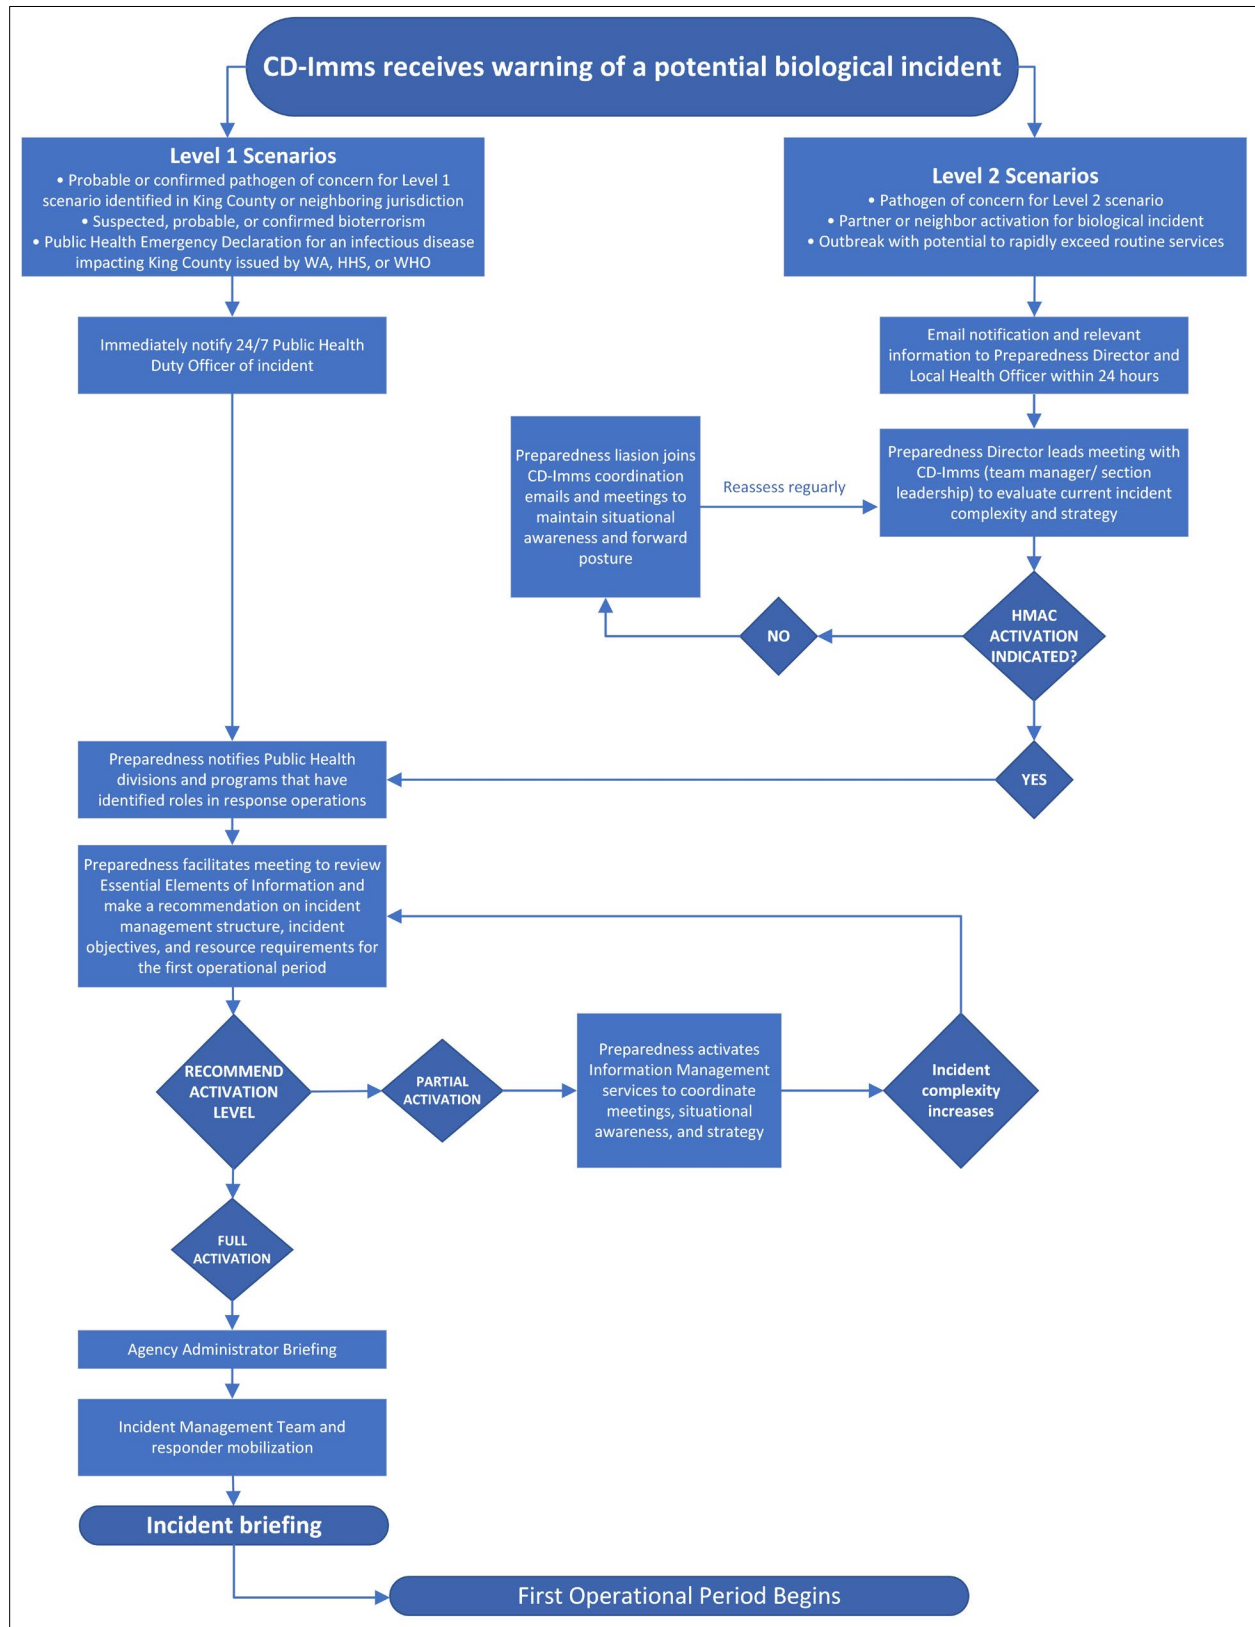 CD-Imms receives warning of a potential biological incident
Level 1 Scenarios
• Probable or confirmed pathogen of concern for Level 1
scenario identified in King County or neighboring jurisdiction
• Suspected, probable, or confirmed bioterrorism
• Public Health Emergency Declaration for an infectious disease
impacting King County issued by WA, HHS, or WHO
Level 2 Scenarios
• Pathogen of concern for Level 2 scenario
• Partner or neighbor activation for biological incident
• Outbreak with potential to rapidly exceed routine services
Immediately notify 24/7 Public Health
Duty Officer of incident
Email notification and relevant
information to Preparedness Director and
Local Health Officer within 24 hours
Preparedness liasion joins
CD-Imms coordination
emails and meetings to
maintain situational
awareness and forward
posture
Reassess reguarly
Preparedness Director leads meeting with
CD-Imms (team manager/ section
leadership) to evaluate current incident
complexity and strategy
HMAC
ACTIVATION
INDICATED?
NO
YES
Preparedness notifies Public Health
divisions and programs that have
identified roles in response operations
Preparedness facilitates meeting to review
Essential Elements of Information and
make a recommendation on incident
management structure, incident
objectives, and resource requirements for
the first operational period
RECOMMEND
ACTIVATION
LEVEL
PARTIAL
ACTIVATION
Preparedness activates
Information Management
services to coordinate
meetings, situational
awareness, and strategy
Incident
complexity
increases
FULL
ACTIVATION
Agency Administrator Briefing
Incident Management Team and
responder mobilization
Incident briefing
First Operational Period Begins